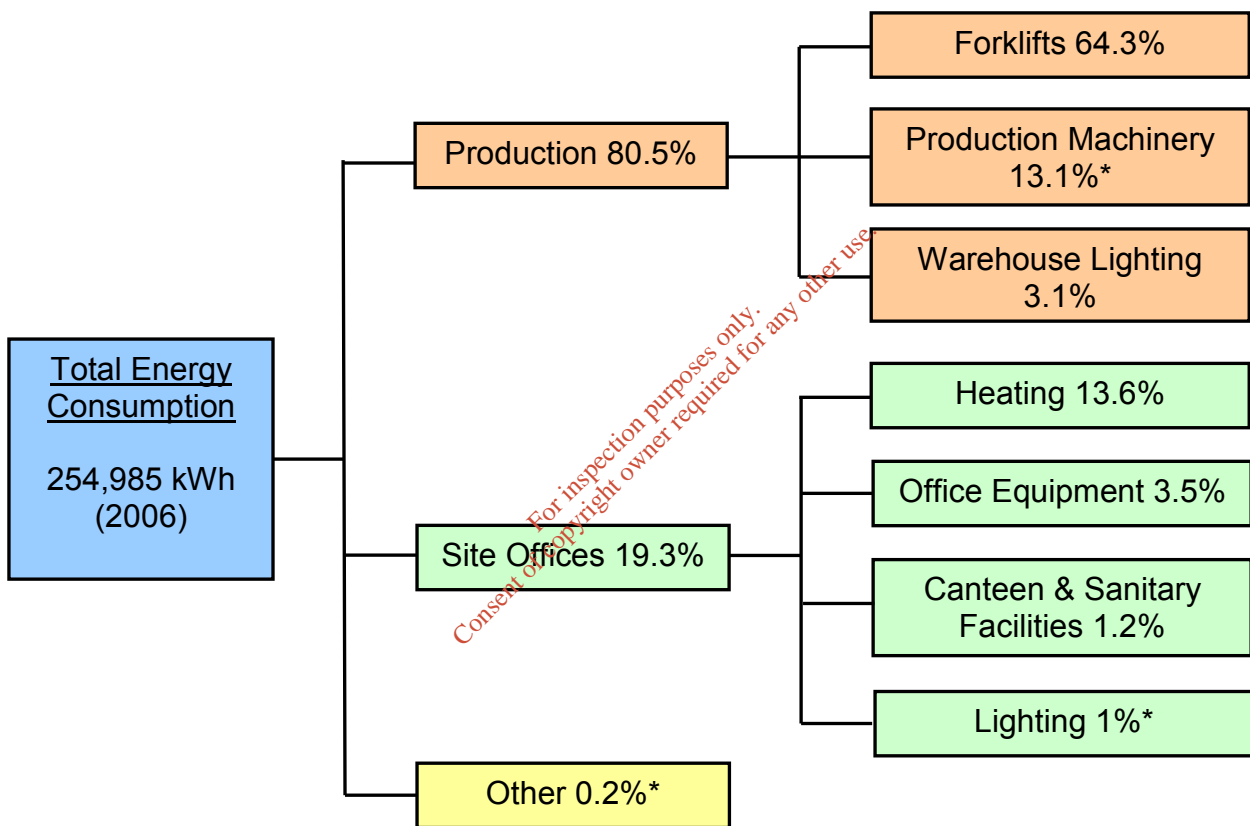 Total Energy
Consumption
254,985 kWh
(2006)
Production 80.5%
Forklifts 64.3%
Production Machinery
13.1%*
Warehouse Lighting
3.1%
Site Offices 19.3%
Heating 13.6%
Office Equipment 3.5%
Canteen & Sanitary
Facilities 1.2%
Lighting 1%*
Other 0.2%*
For inspection purposes only.
Consent of copyright owner required for any other use.